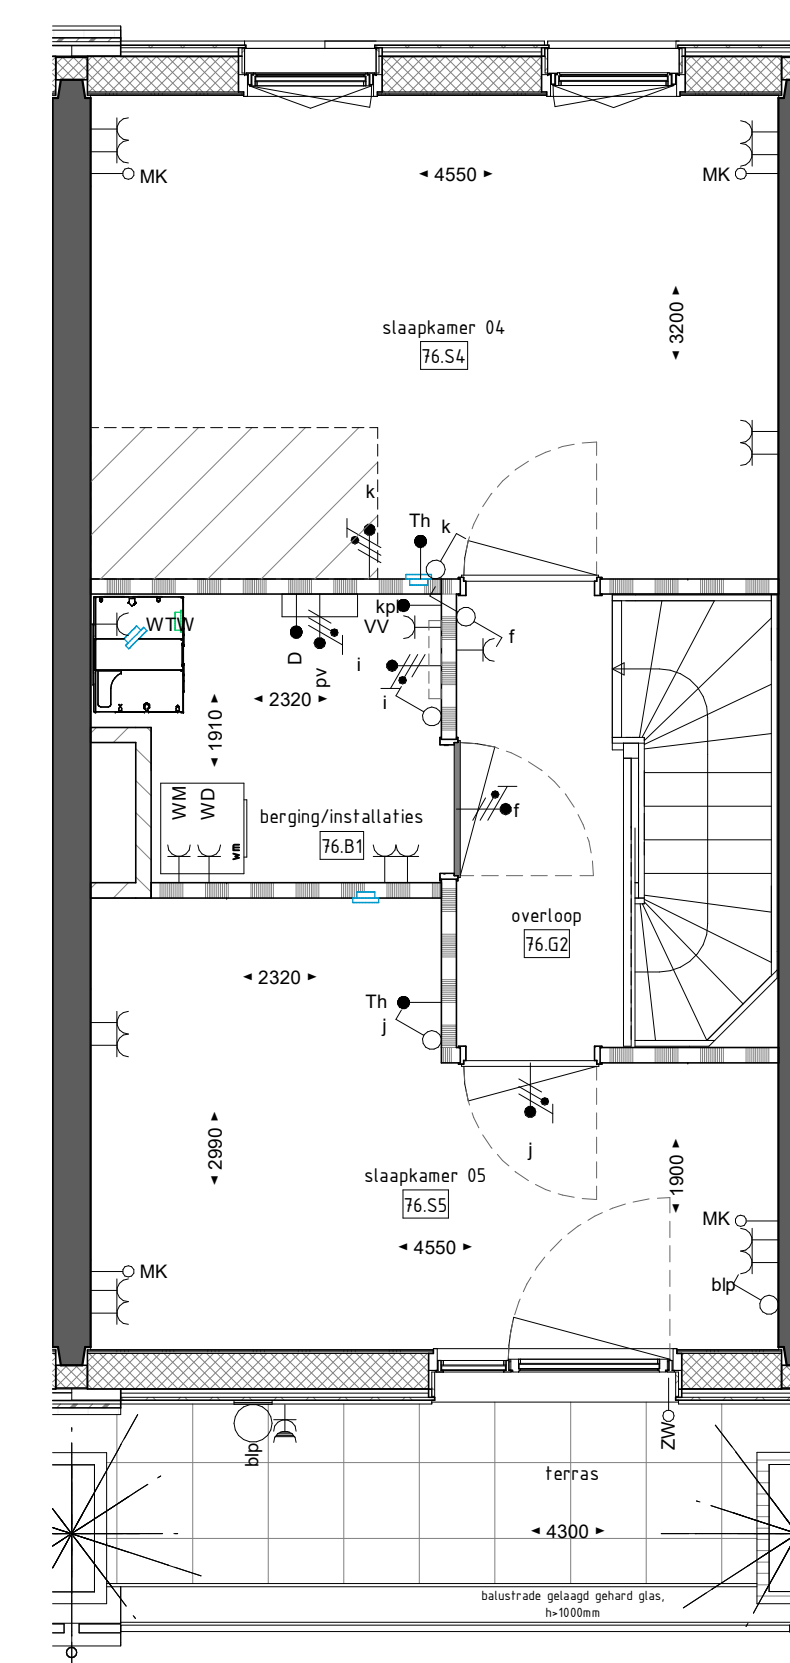 MK
4550
MK
3200
slaapkamer 04
76.S4
k
Th
k
WTW
kpl
VV
f
D
pv
i
i
2320
1910
WM
WD
wm
berging/installaties
76.B1
f
overloop
76.G2
2320
Th
j
2990
j
slaapkamer 05
76.S5
1900
4550
MK
MK
blp
blp
ZW
terras
4300
balustrade gelaagd gehard glas,
h>1000mm